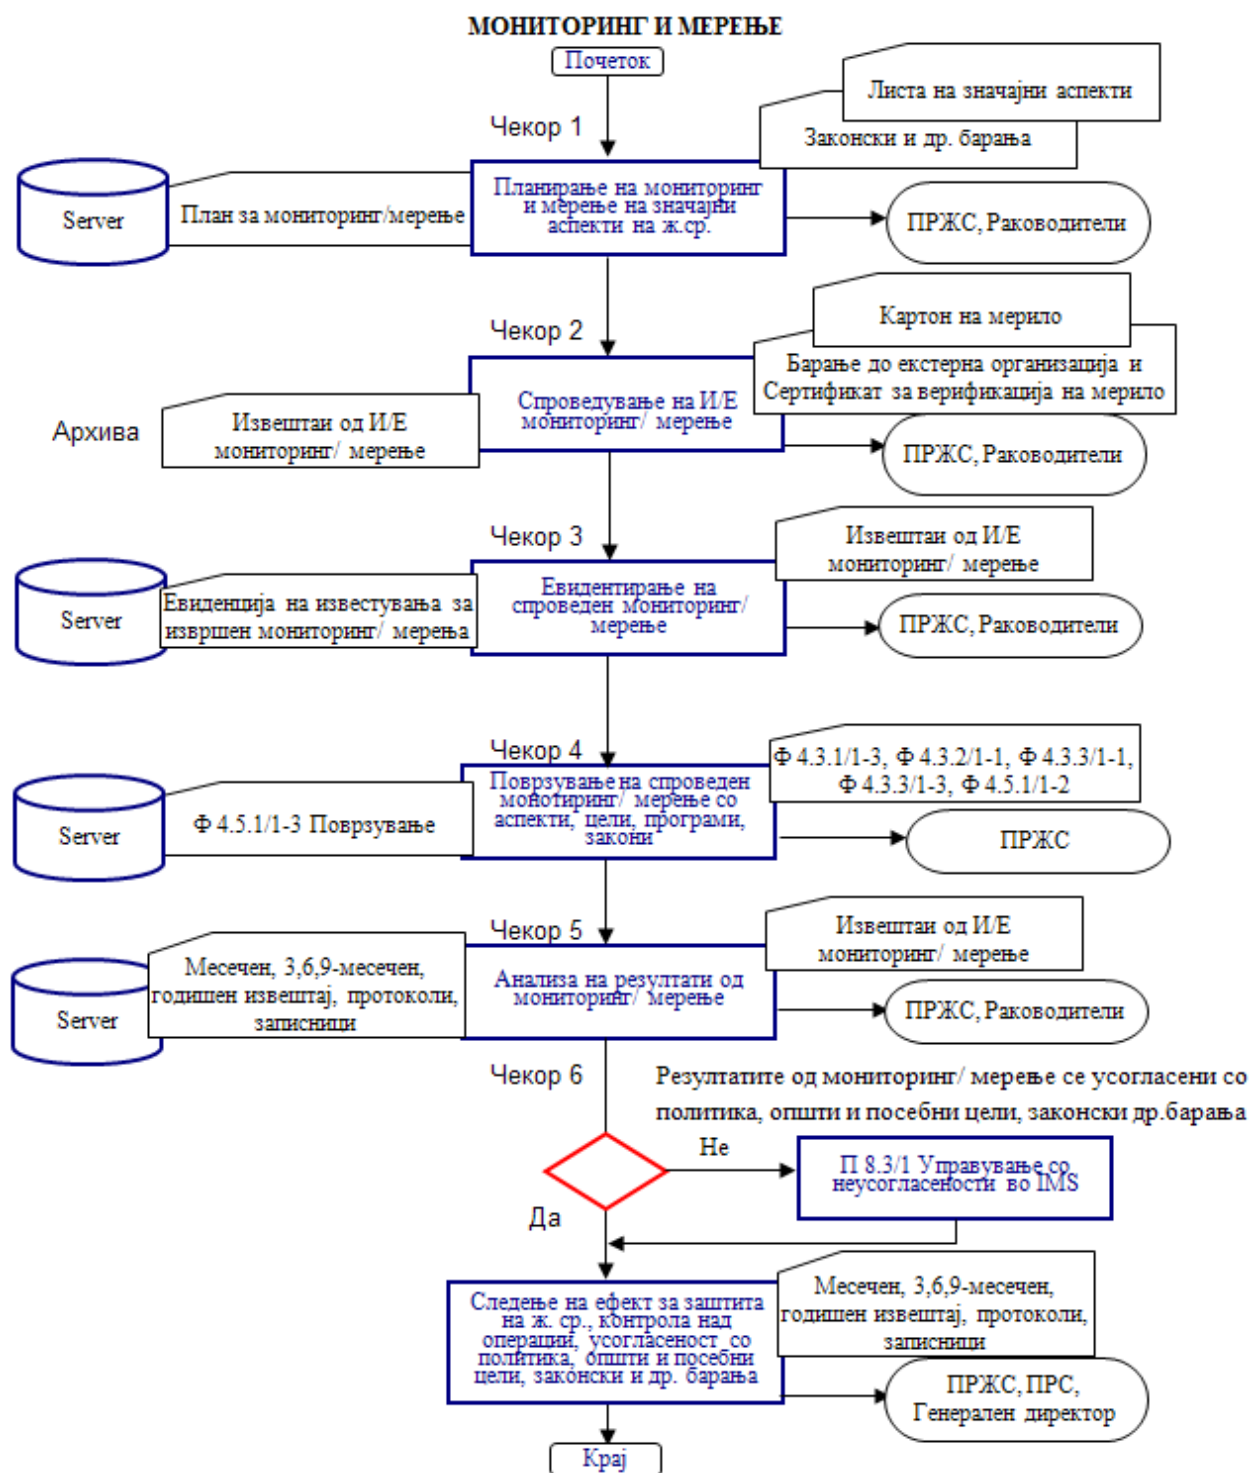 МОНИТОРИНГ И МЕРЕЊЕ
Почеток
Листа на значајни аспекти
Чекор 1
Законски и др. барања
Server
План за мониторинг/мерење
Планирање на мониторинг
и мерење на значајни
аспекти на ж.ср.
ПРЖС, Раководители
Чекор 2
Картон на мерило
Барање до екстерна организација и
Сертификат за верификација на мерило
Архива
Извештаи од И/Е
мониторинг/ мерење
Спроведување на И/Е
мониторинг/ мерење
ПРЖС, Раководители
Чекор 3
Извештаи од И/Е
мониторинг/ мерење
Server
Евиденција на известувања за
извршен мониторинг/ мерења
Евидентирање на
спроведен мониторинг/
мерење
ПРЖС, Раководители
Чекор 4
Ф 4.3.1/1-3, Ф 4.3.2/1-1, Ф 4.3.3/1-1,
Ф 4.3.3/1-3, Ф 4.5.1/1-2
Server
Ф 4.5.1/1-3 Поврзување
Поврзување на спроведен
монотиринг/ мерење со
аспекти, цели, програми,
закони
ПРЖС
Чекор 5
Извештаи од И/Е
мониторинг/ мерење
Server
Месечен, 3,6,9-месечен,
годишен извештај, протоколи,
записници
Анализа на резултати од
мониторинг/ мерење
ПРЖС, Раководители
Чекор 6
Резултатите од мониторинг/ мерење се усогласени со
политика, општи и посебни цели, законски др.барања
Не
П 8.3/1 Управување со
неусогласености во IMS
Да
Следење на ефект за заштита
на ж. ср., контрола над
операции, усогласеност со
политика, општи и посебни
цели, законски и др. барања
Месечен, 3,6,9-месечен,
годишен извештај, протоколи,
записници
ПРЖС, ПРС,
Генерален директор
Крај